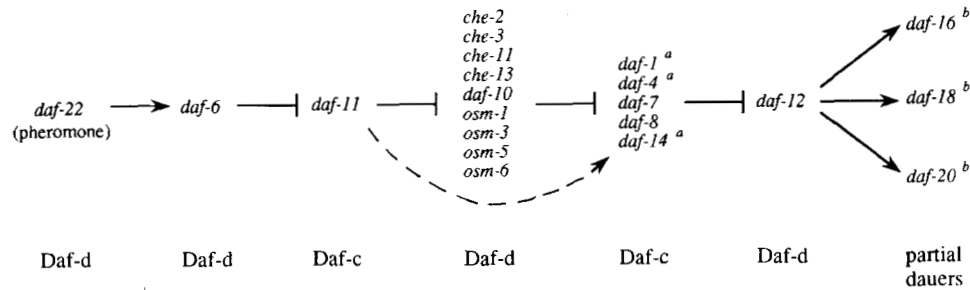 daf-22
(pheromone)
daf-6
daf-11
che-2
che-3
che-11
che-13
daf-10
osm-1
osm-3
osm-5
osm-6
daf-1 a
daf-4 a
daf-7
daf-8
daf-14 a
daf-12
daf-16 b
daf-18 b
daf-20 b
Daf-d Daf-d Daf-c Daf-d Daf-c Daf-d partial
dauers